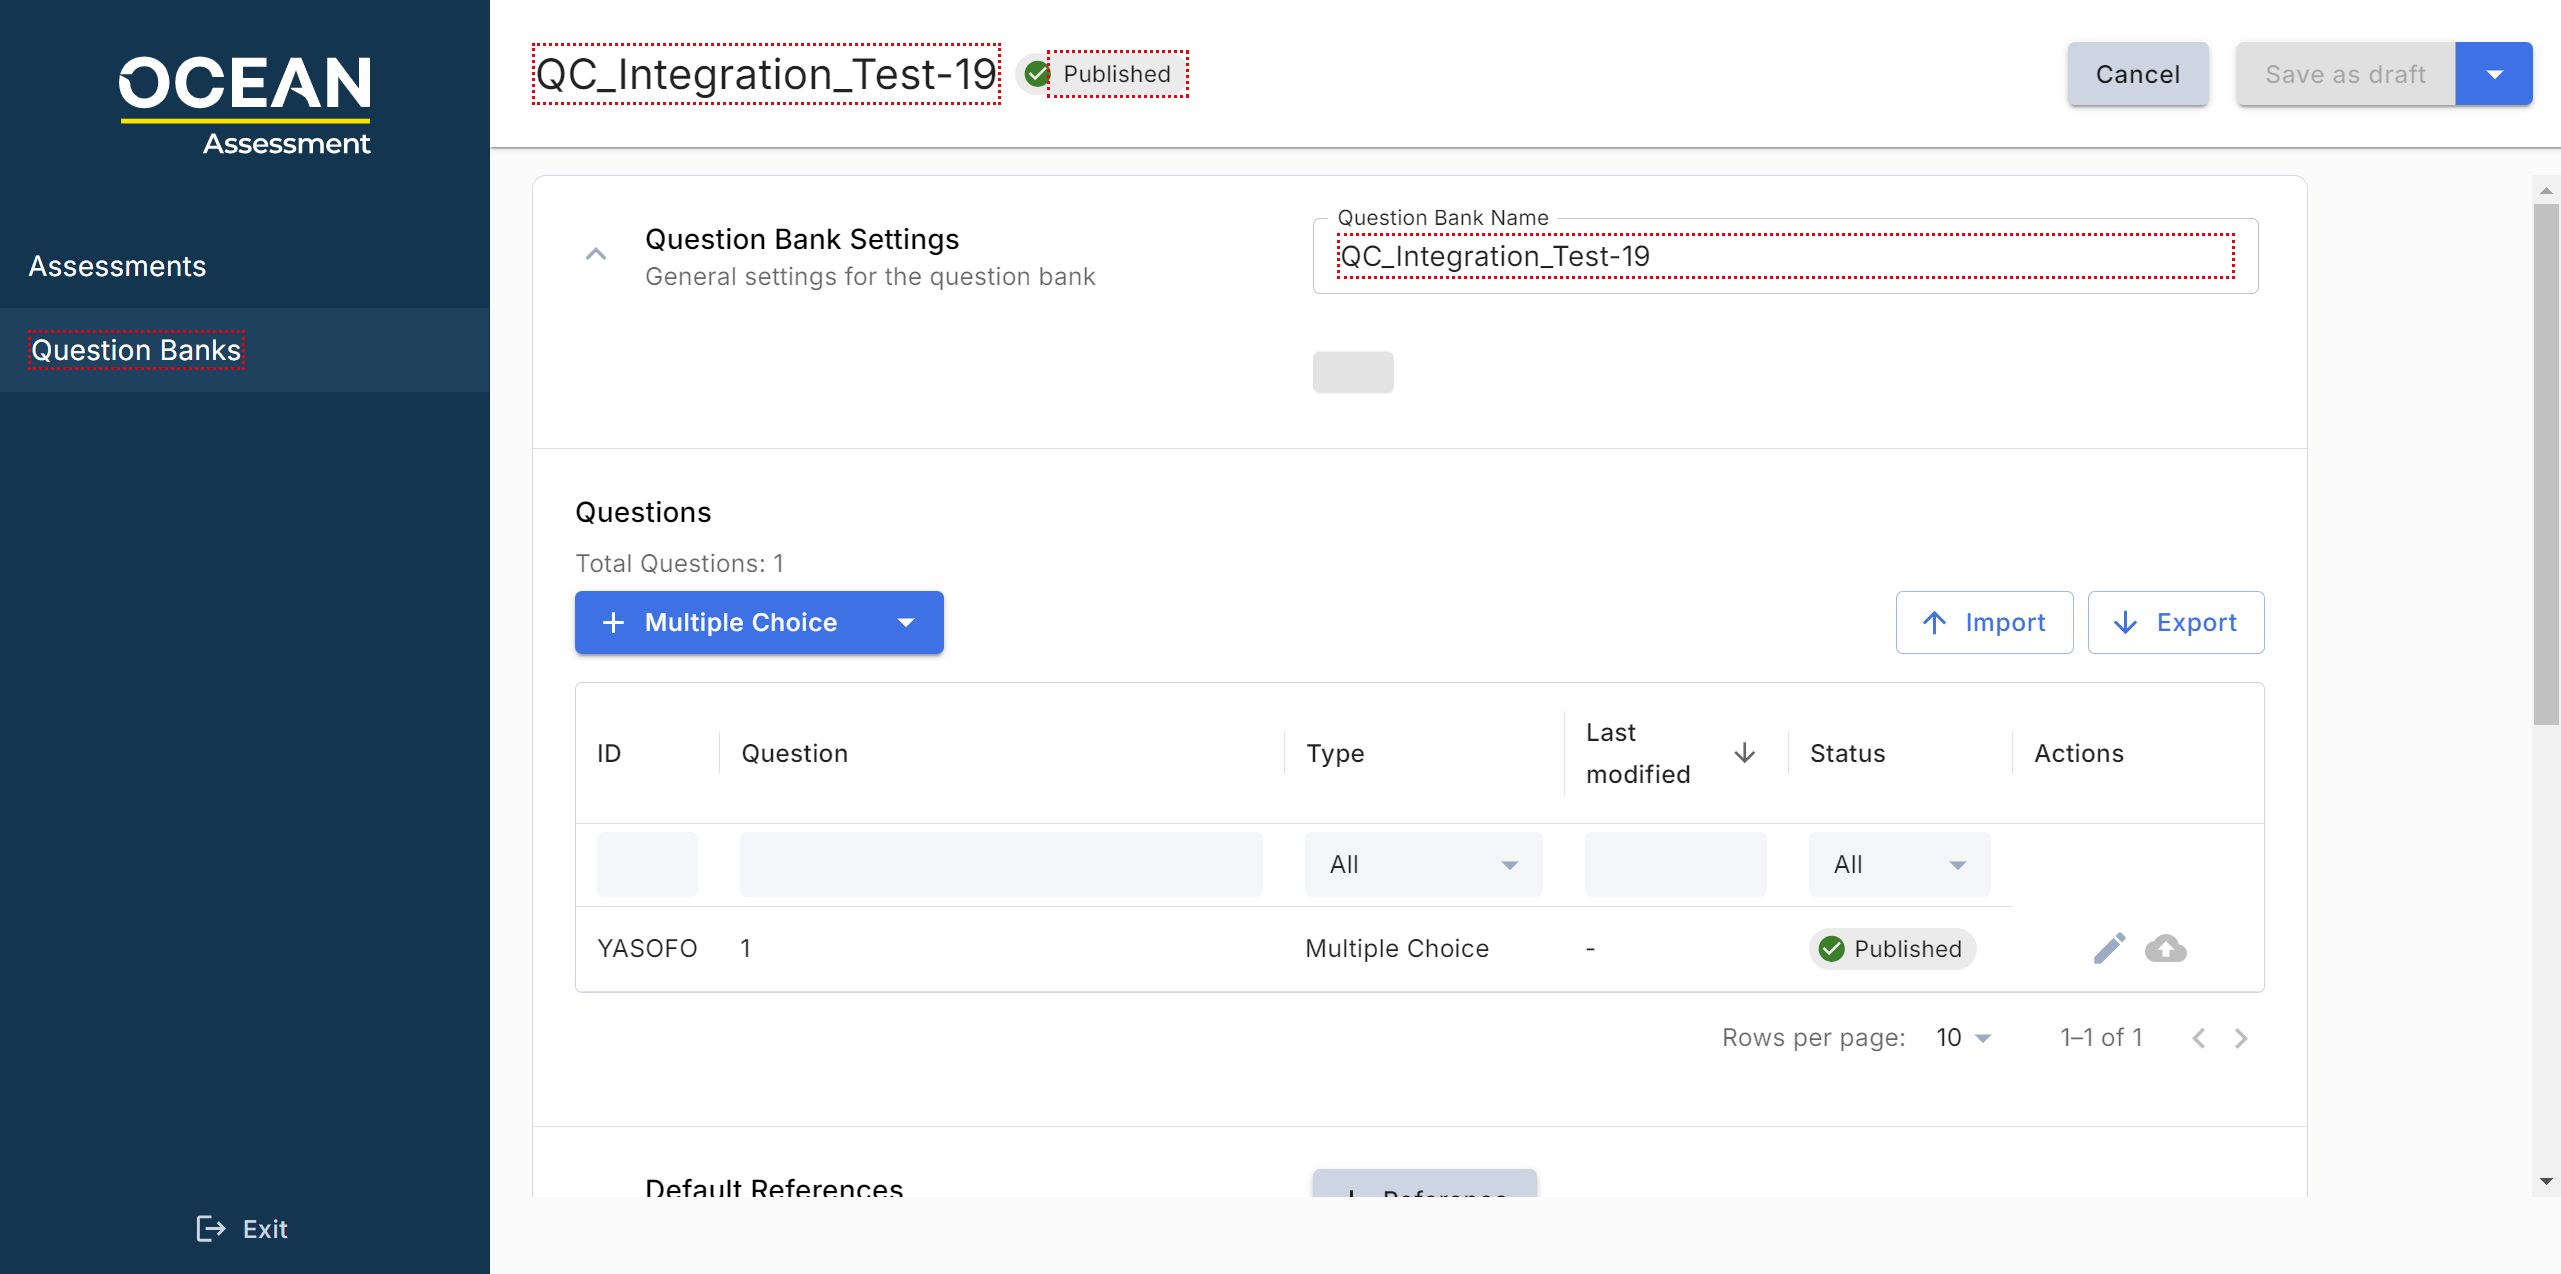 OCEAN
Assessment
Assessments
Question Banks
Exit
QC_Integration_Test-19
Published
Cancel
Save as draft
Question Bank Settings
General settings for the question bank
Question Bank Name
QC_Integration_Test-19
Questions
Total Questions: 1
Multiple Choice
Import
Export
ID
Question
Type
Last modified
Status
Actions
All
All
YASOFO
1
Multiple Choice
-
Published
Rows per page:
10
1–1 of 1
Default References
Reference